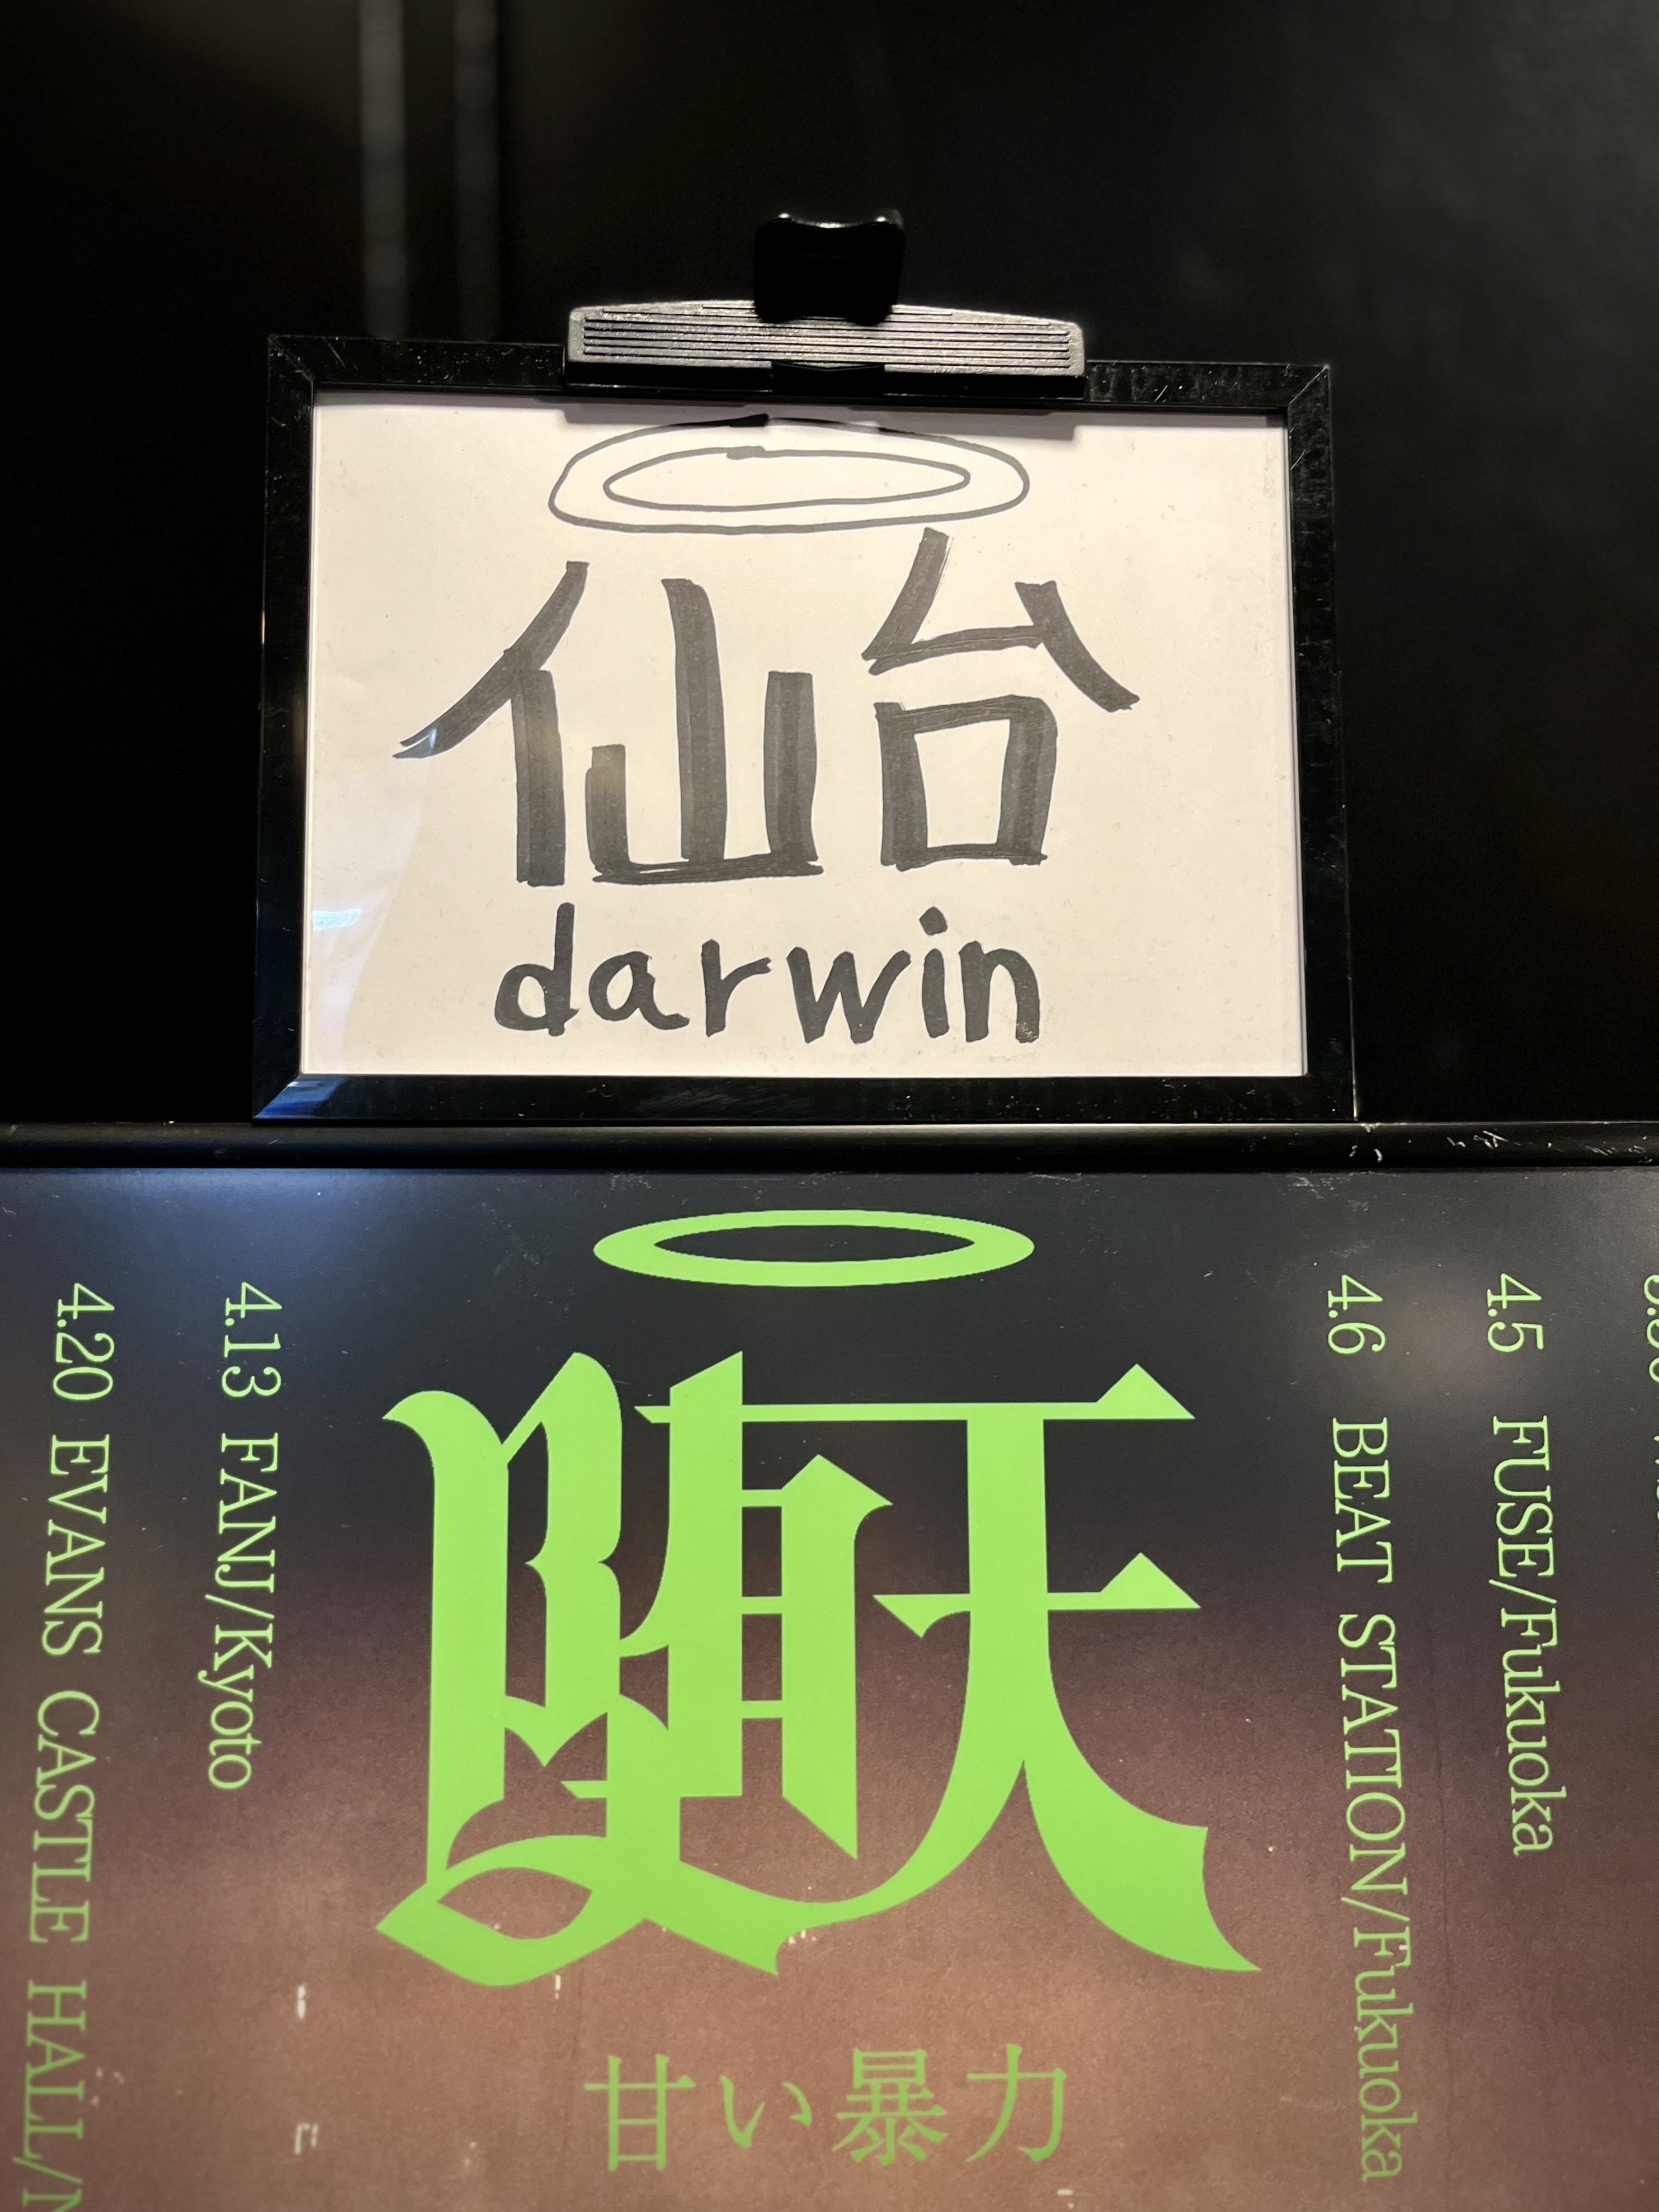 仙台
darwin
堕天
4.5 FUSE/Fukuoka
4.6 BEAT STATION/Fukuoka
4.13 FANJ/Kyoto
4.20 EVANS CASTLE HALL/
甘い暴力